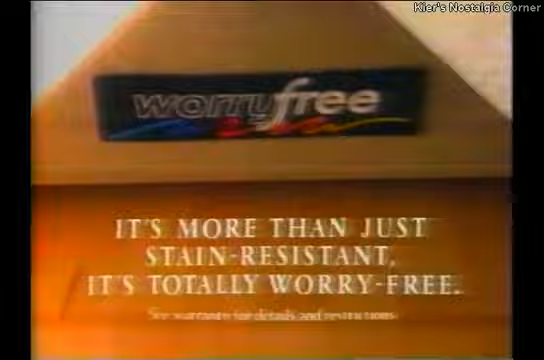 Kier's Nostalgia Corner
worryfree
IT'S MORE THAN JUST
STAIN-RESISTANT,
IT'S TOTALLY WORRY-FREE.
See warranty for details and restrictions.